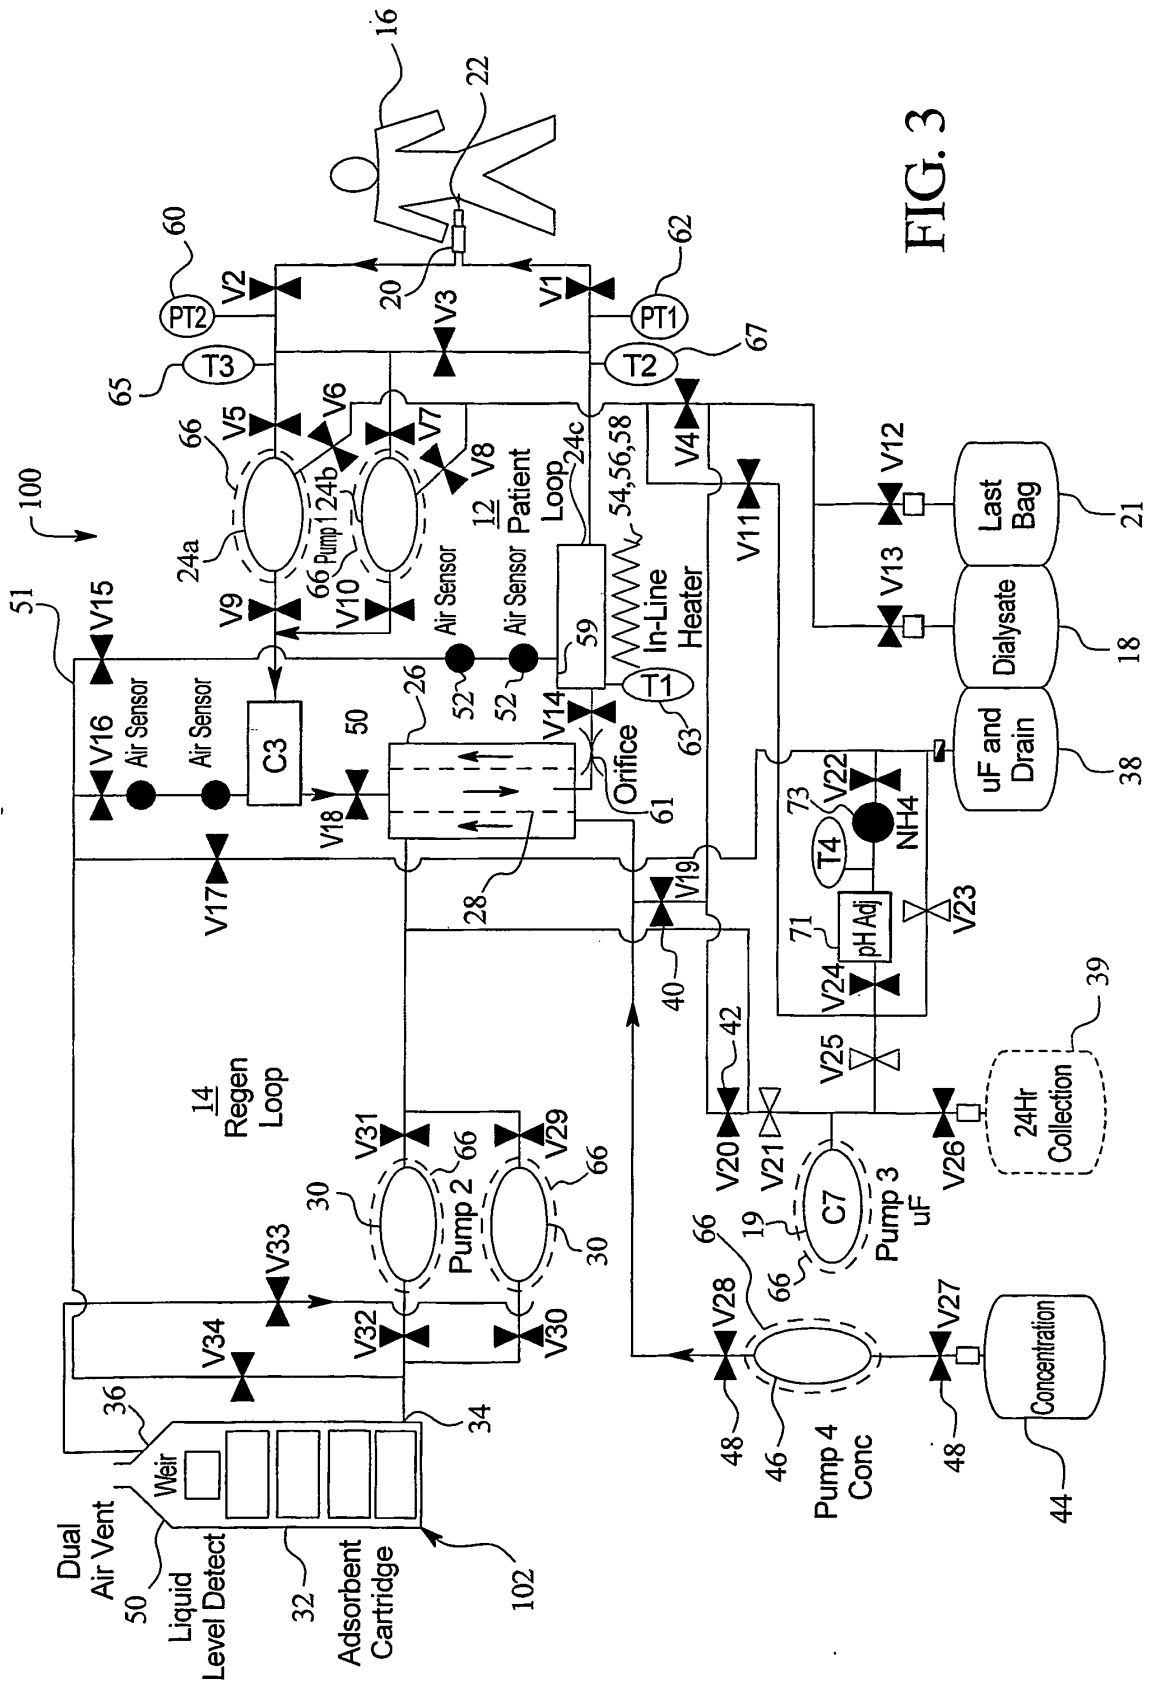 100
51
65
60
PT2
T3
66
24a
V5
V2
V15
V9
V6
V16
Air Sensor
Air Sensor
C3
V17
V18
50
26
Pump 1
24b
66
V10
V7
V8
V3
20
22
16
12
Patient
Loop
Air Sensor
Air Sensor
52
52
24c
59
54,56,58
In-Line
Heater
T1
63
V14
Orifice
61
28
V1
PT1
62
T2
67
V4
V11
V12
V13
Last
Bag
21
Dialysate
18
uF and
Drain
38
V22
73
NH4
T4
71
pH Adj
V24
V23
V25
V19
40
42
V20
V21
V26
24Hr
Collection
39
C7
19
66
Pump 3
uF
14
Regen
Loop
V31
V29
66
66
30
30
Pump 2
V32
V30
V33
V34
34
36
Weir
Dual
Air Vent
50
Liquid
Level Detect
32
Adsorbent
Cartridge
102
V28
48
66
46
Pump 4
Conc
V27
48
Concentration
44
FIG. 3